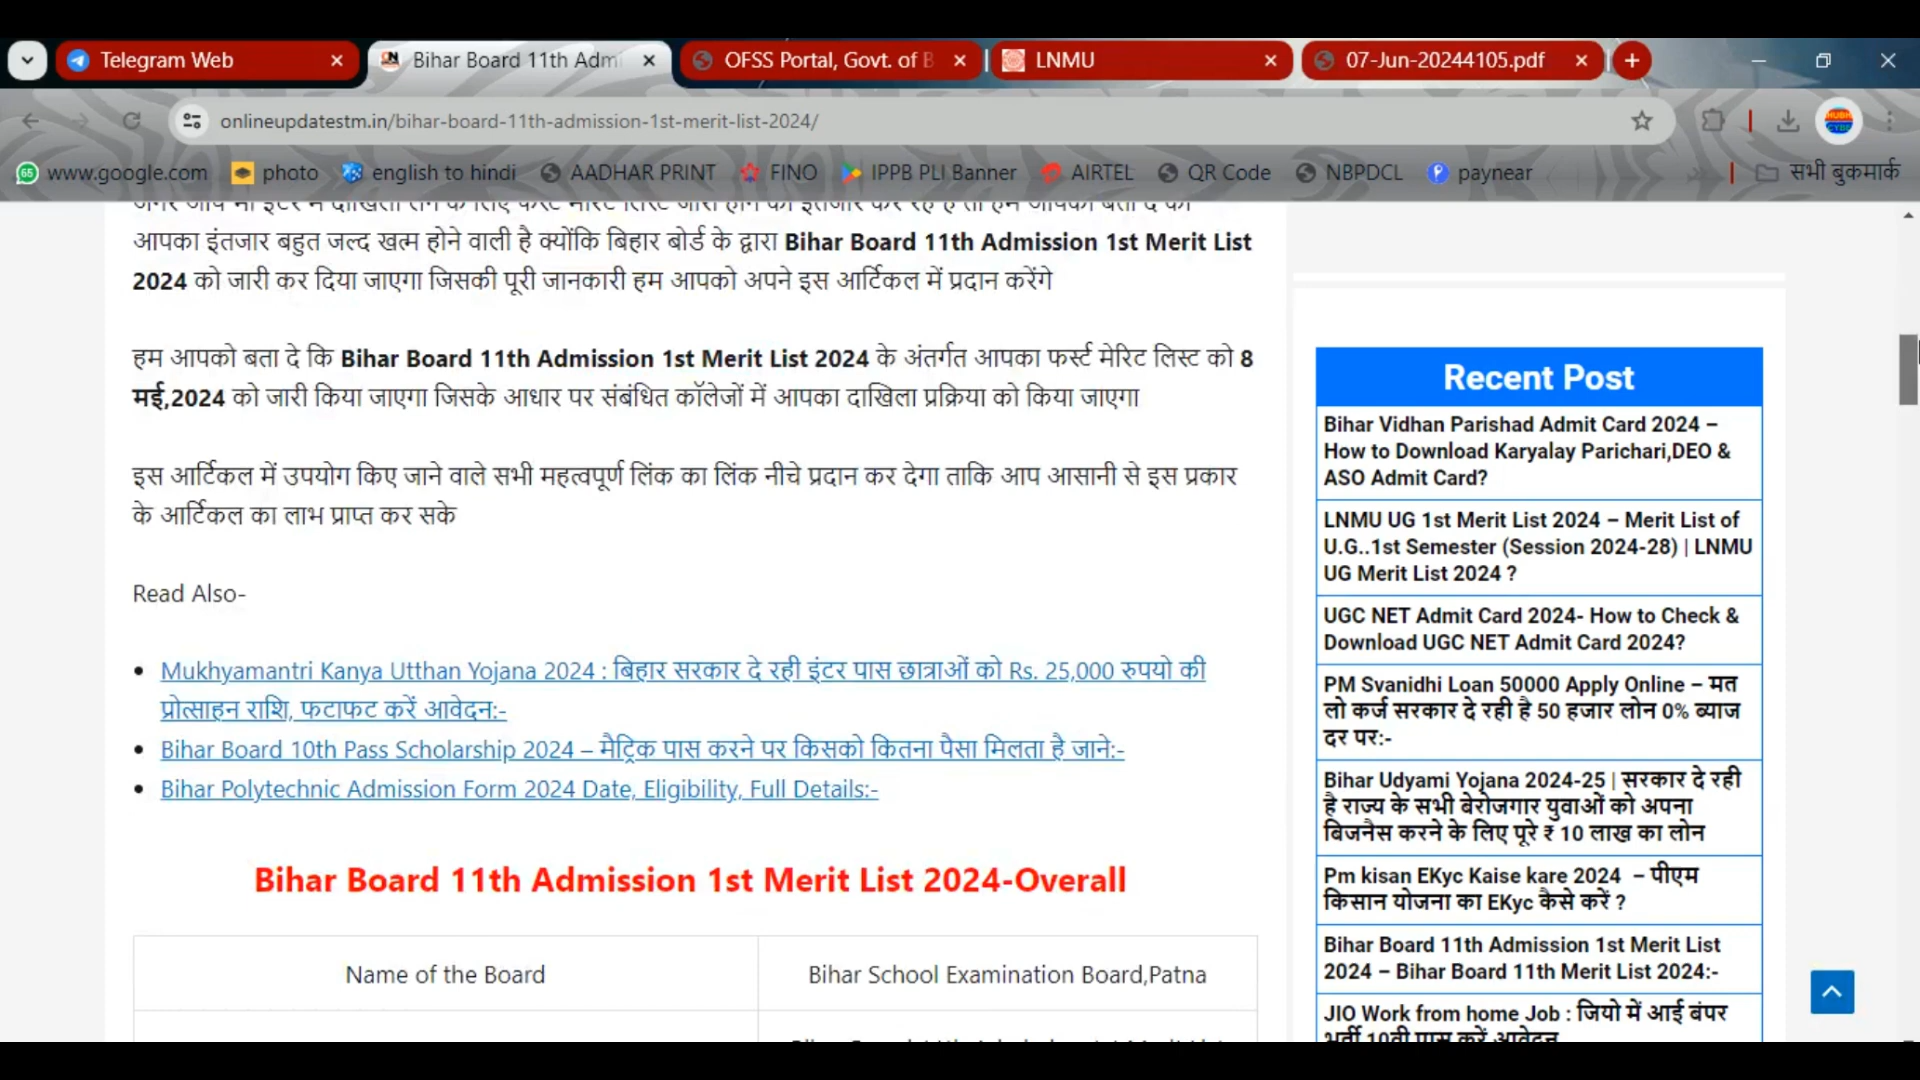 Telegram Web
Bihar Board 11th Adm
OFSS Portal, Govt. of B
LNMU
07-Jun-20244105.pdf
onlineupdatestm.in/bihar-board-11th-admission-1st-merit-list-2024/
65 www.google.com
photo
english to hindi
AADHAR PRINT
FINO
IPPB PLI Banner
AIRTEL
QR Code
NBPDCL
paynear
सभी बुकमार्क
आपका इंतजार बहुत जल्द खत्म होने वाली है क्योंकि बिहार बोर्ड के द्वारा Bihar Board 11th Admission 1st Merit List
2024 को जारी कर दिया जाएगा जिसकी पूरी जानकारी हम आपको अपने इस आर्टिकल में प्रदान करेंगे
हम आपको बता दे कि Bihar Board 11th Admission 1st Merit List 2024 के अंतर्गत आपका फर्स्ट मेरिट लिस्ट को 8
मई,2024 को जारी किया जाएगा जिसके आधार पर संबंधित कॉलेजों में आपका दाखिला प्रक्रिया को किया जाएगा
इस आर्टिकल में उपयोग किए जाने वाले सभी महत्वपूर्ण लिंक का लिंक नीचे प्रदान कर देगा ताकि आप आसानी से इस प्रकार
के आर्टिकल का लाभ प्राप्त कर सके
Read Also-
• Mukhyamantri Kanya Utthan Yojana 2024 : बिहार सरकार दे रही इंटर पास छात्राओं को Rs. 25,000 रुपयो की
प्रोत्साहन राशि, फटाफट करें आवेदन:-
• Bihar Board 10th Pass Scholarship 2024 – मैट्रिक पास करने पर किसको कितना पैसा मिलता है जाने:-
• Bihar Polytechnic Admission Form 2024 Date, Eligibility, Full Details:-
Bihar Board 11th Admission 1st Merit List 2024-Overall
Name of the Board
Bihar School Examination Board,Patna
Recent Post
Bihar Vidhan Parishad Admit Card 2024 –
How to Download Karyalay Parichari,DEO &
ASO Admit Card?
LNMU UG 1st Merit List 2024 – Merit List of
U.G..1st Semester (Session 2024-28) | LNMU
UG Merit List 2024 ?
UGC NET Admit Card 2024- How to Check &
Download UGC NET Admit Card 2024?
PM Svanidhi Loan 50000 Apply Online – मत
लो कर्ज सरकार दे रही है 50 हजार लोन 0% ब्याज
दर पर:-
Bihar Udyami Yojana 2024-25 | सरकार दे रही
है राज्य के सभी बेरोजगार युवाओं को अपना
बिजनैस करने के लिए पूरे ₹ 10 लाख का लोन
Pm kisan EKyc Kaise kare 2024 – पीएम
किसान योजना का EKyc कैसे करें ?
Bihar Board 11th Admission 1st Merit List
2024 – Bihar Board 11th Merit List 2024:-
JIO Work from home Job : जियो में आई बंपर
भर्ती 10वी पास करें आवेदन